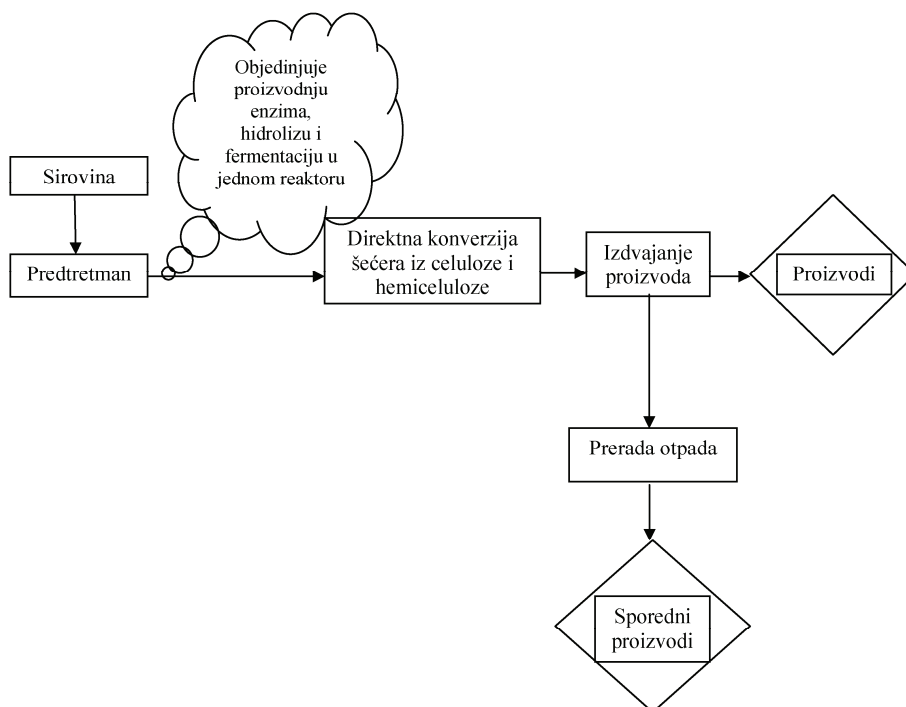 Objedinjuje
proizvodnju
enzima,
hidrolizu i
fermentaciju u
jednom reaktoru
Sirovina
Predtretman
Direktna konverzija
šećera iz celuloze i
hemiceluloze
Izdvajanje
proizvoda
Proizvodi
Prerada otpada
Sporedni
proizvodi